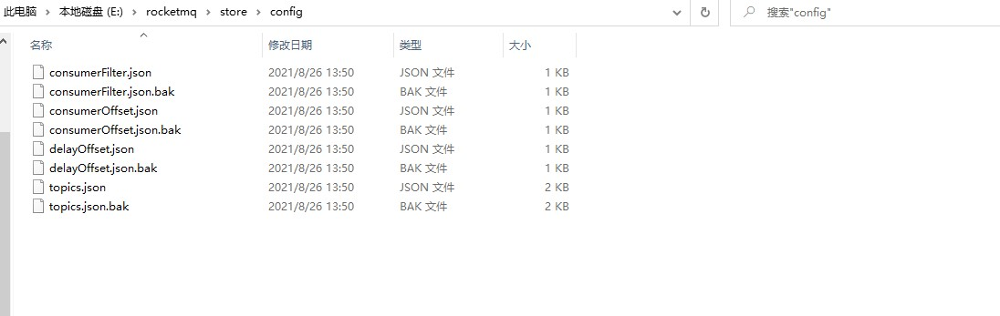 此电脑 › 本地磁盘 (E:) › rocketmq › store › config 搜索"config"
名称 修改日期 类型 大小
consumerFilter.json 2021/8/26 13:50 JSON 文件 1 KB
consumerFilter.json.bak 2021/8/26 13:50 BAK 文件 1 KB
consumerOffset.json 2021/8/26 13:50 JSON 文件 1 KB
consumerOffset.json.bak 2021/8/26 13:50 BAK 文件 1 KB
delayOffset.json 2021/8/26 13:50 JSON 文件 1 KB
delayOffset.json.bak 2021/8/26 13:50 BAK 文件 1 KB
topics.json 2021/8/26 13:50 JSON 文件 2 KB
topics.json.bak 2021/8/26 13:50 BAK 文件 2 KB